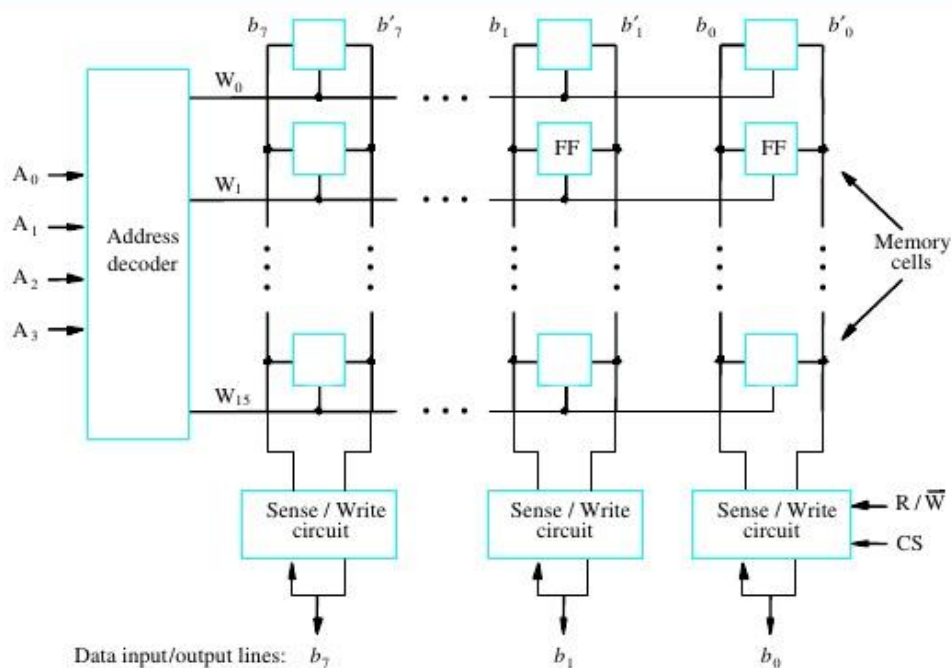 b₇ b′₇ b₁ b′₁ b₀ b′₀
W₀
FF FF
A₀
W₁
A₁
Address
decoder
Memory
cells
A₂
A₃
W₁₅
Sense / Write
circuit
Sense / Write
circuit
Sense / Write
circuit
R / W̅
CS
Data input/output lines: b₇ b₁ b₀